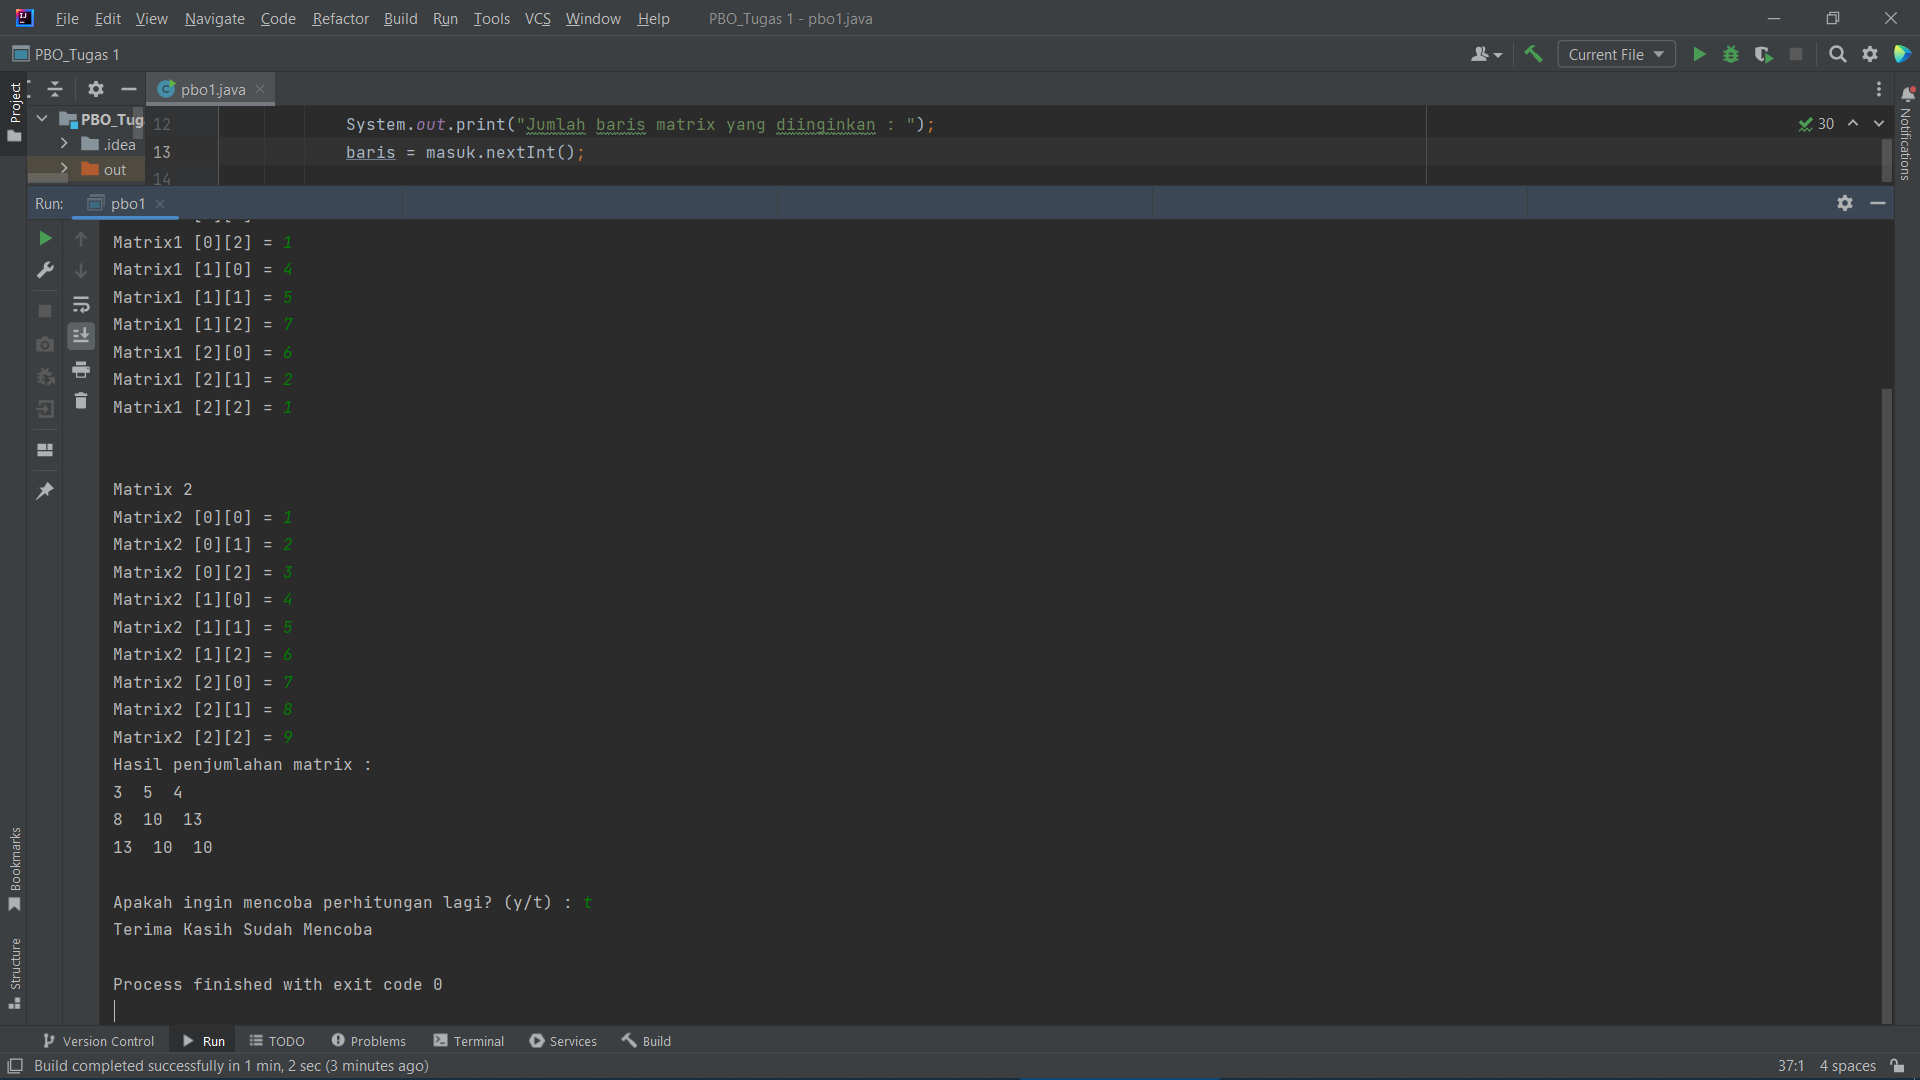 File Edit View Navigate Code Refactor Build Run Tools VCS Window Help PBO_Tugas 1 - pbo1.java
PBO_Tugas 1
Current File
Project
pbo1.java
PBO_Tug
.idea
out
12 System.out.print("Jumlah baris matrix yang diinginkan : ");
13 baris = masuk.nextInt();
14
30
Notifications
Run: pbo1
Matrix1 [0][2] = 1
Matrix1 [1][0] = 4
Matrix1 [1][1] = 5
Matrix1 [1][2] = 7
Matrix1 [2][0] = 6
Matrix1 [2][1] = 2
Matrix1 [2][2] = 1
Matrix 2
Matrix2 [0][0] = 1
Matrix2 [0][1] = 2
Matrix2 [0][2] = 3
Matrix2 [1][0] = 4
Matrix2 [1][1] = 5
Matrix2 [1][2] = 6
Matrix2 [2][0] = 7
Matrix2 [2][1] = 8
Matrix2 [2][2] = 9
Hasil penjumlahan matrix :
3 5 4
8 10 13
13 10 10
Apakah ingin mencoba perhitungan lagi? (y/t) : t
Terima Kasih Sudah Mencoba
Process finished with exit code 0
Bookmarks
Structure
Version Control Run TODO Problems Terminal Services Build
Build completed successfully in 1 min, 2 sec (3 minutes ago)
37:1 4 spaces